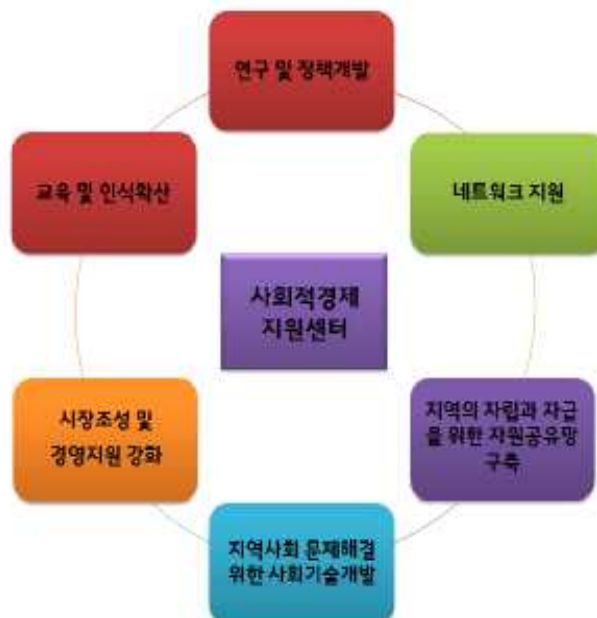 연구 및 정책개발
교육 및 인식확산
네트워크 지원
사회적경제
지원센터
시장조성 및
경영지원 강화
지역의 자립과 자급
을 위한 자원공유망
구축
지역사회 문제해결
위한 사회기술개발